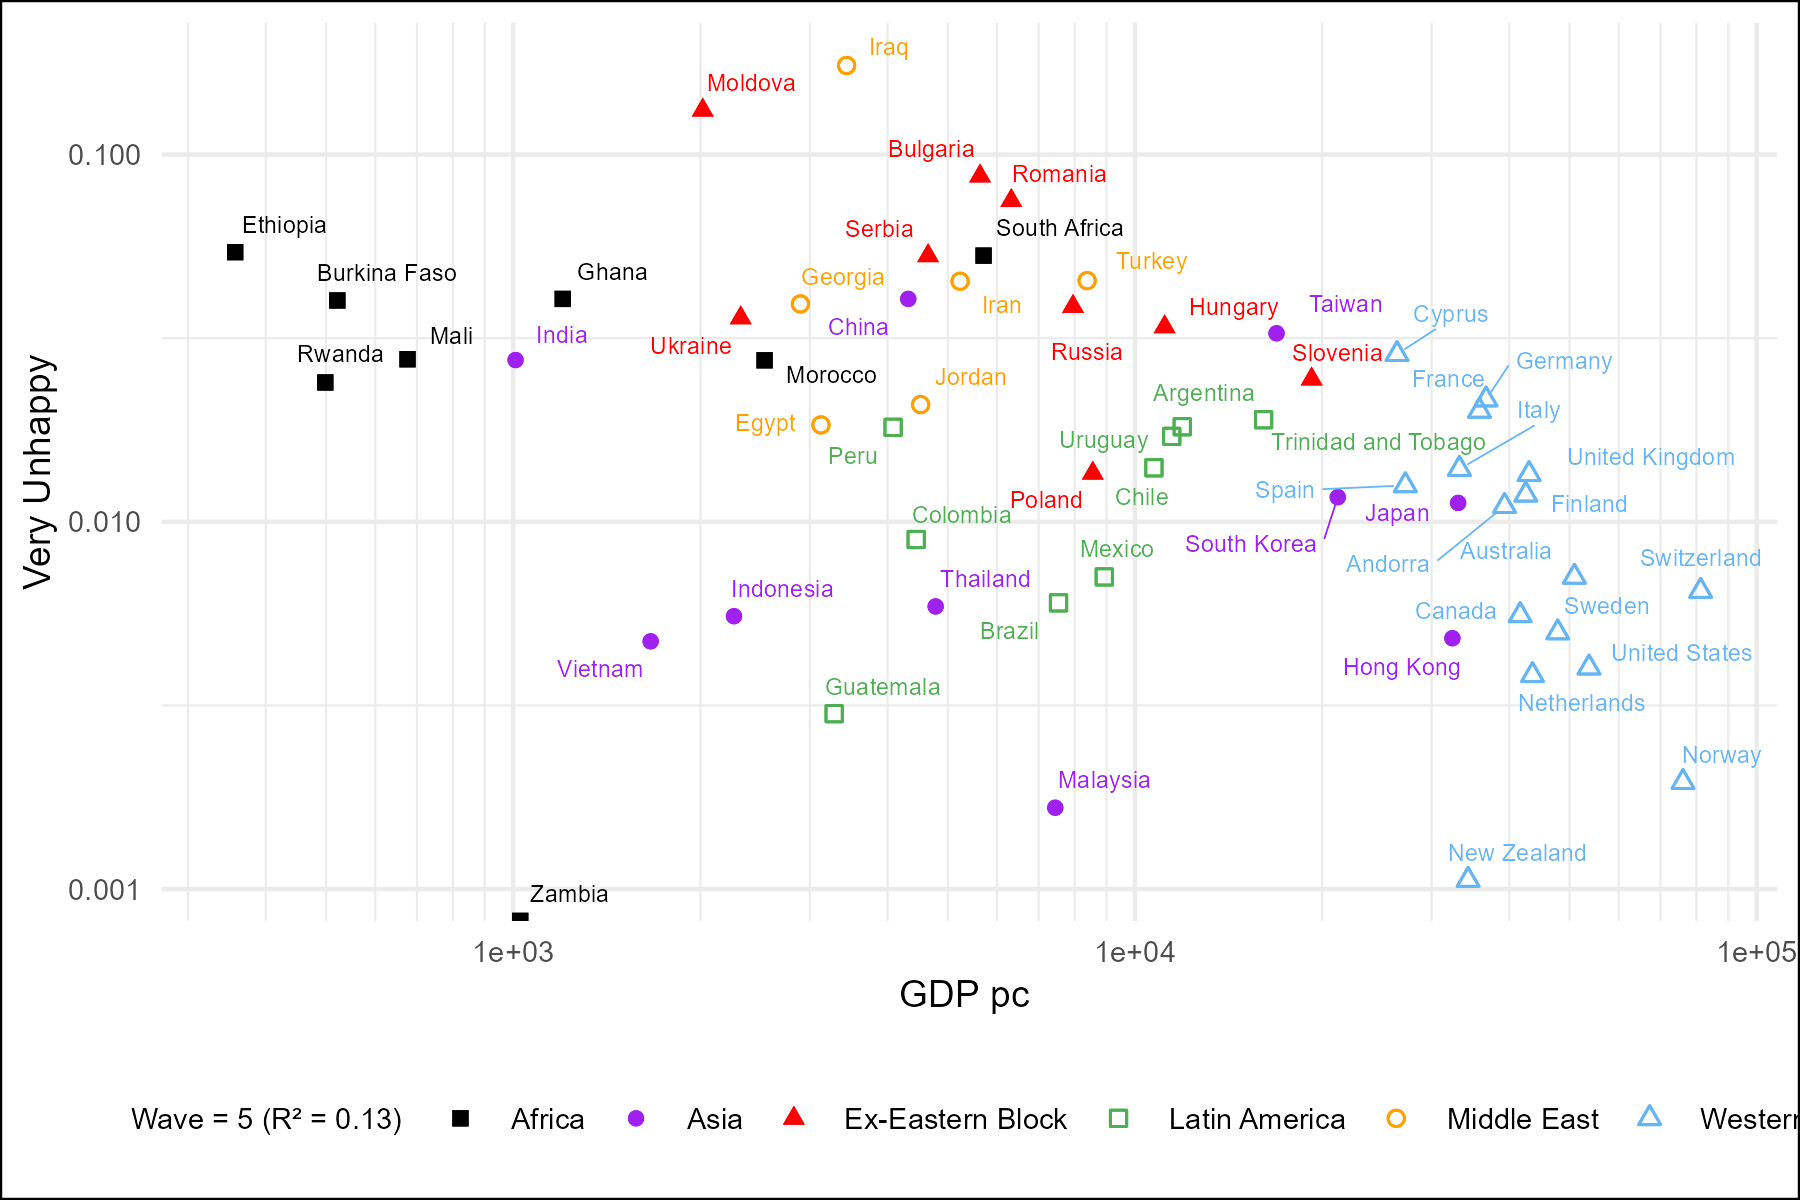 Iraq
Moldova
Bulgaria
0.100
Romania
Ethiopia
Serbia
South Africa
Turkey
Burkina Faso
Ghana
Georgia
Iran
Hungary
Taiwan
Cyprus
China
Mali
India
Ukraine
Russia
Slovenia
Rwanda
Germany
Morocco
Jordan
France
Argentina
Italy
Egypt
Uruguay
Trinidad and Tobago
Peru
United Kingdom
Spain
Poland
Chile
Finland
Colombia
Japan
0.010
South Korea
Mexico
Australia
Switzerland
Andorra
Indonesia
Thailand
Canada
Sweden
Brazil
Vietnam
Hong Kong
United States
Guatemala
Netherlands
Norway
Malaysia
New Zealand
0.001
Zambia
Very Unhappy
1e+03 1e+04 1e+05
GDP pc
Wave = 5 (R² = 0.13) Africa Asia Ex-Eastern Block Latin America Middle East Western